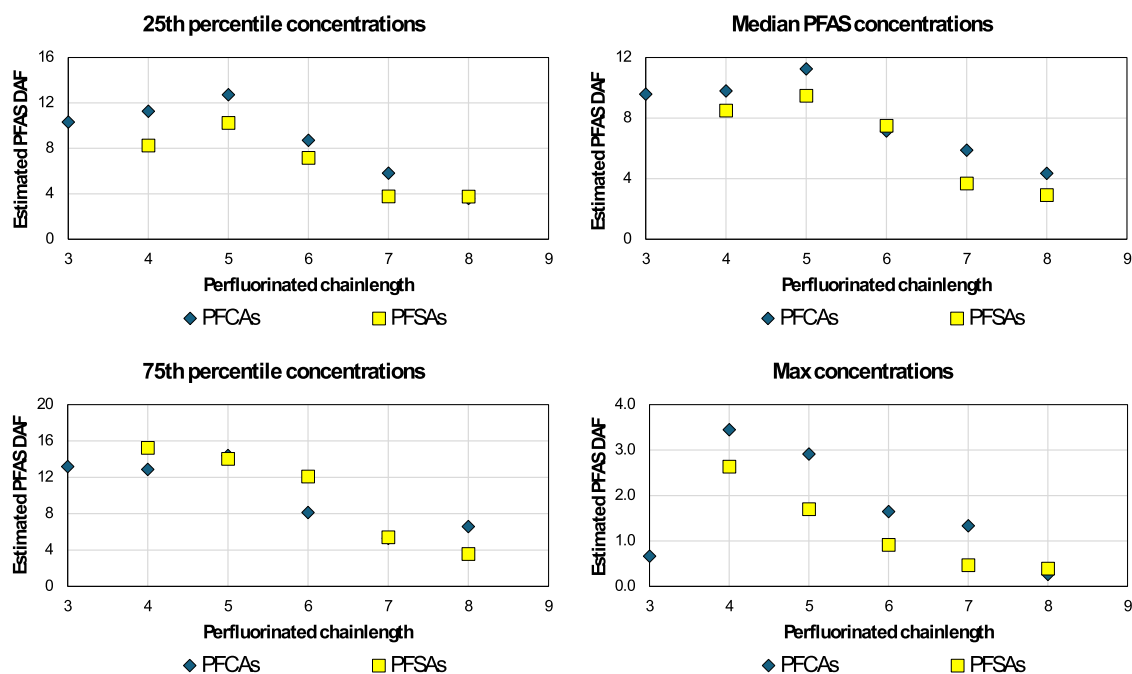 25th percentile concentrations
Estimated PFAS DAF
16
12
8
4
0
3 4 5 6 7 8 9
Perfluorinated chainlength
PFCAs PFSAs
Median PFAS concentrations
Estimated PFAS DAF
12
8
4
0
3 4 5 6 7 8 9
Perfluorinated chainlength
PFCAs PFSAs
75th percentile concentrations
Estimated PFAS DAF
20
16
12
8
4
0
3 4 5 6 7 8 9
Perfluorinated chainlength
PFCAs PFSAs
Max concentrations
Estimated PFAS DAF
4.0
3.0
2.0
1.0
0.0
3 4 5 6 7 8 9
Perfluorinated chainlength
PFCAs PFSAs